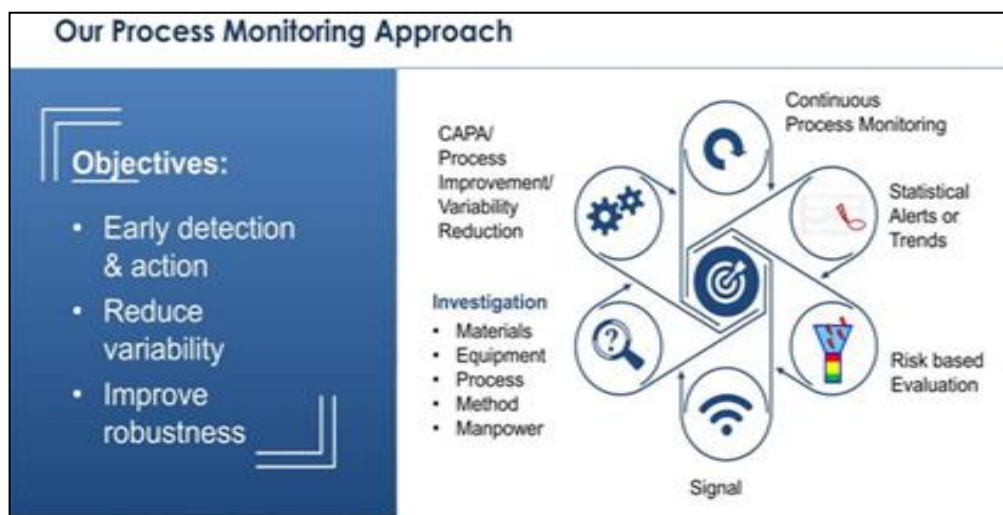 Our Process Monitoring Approach
Objectives:
• Early detection
& action
• Reduce
variability
• Improve
robustness
CAPA/
Process
Improvement/
Variability
Reduction
Continuous
Process Monitoring
Statistical
Alerts or
Trends
Investigation
• Materials
• Equipment
• Process
• Method
• Manpower
?
Risk based
Evaluation
Signal